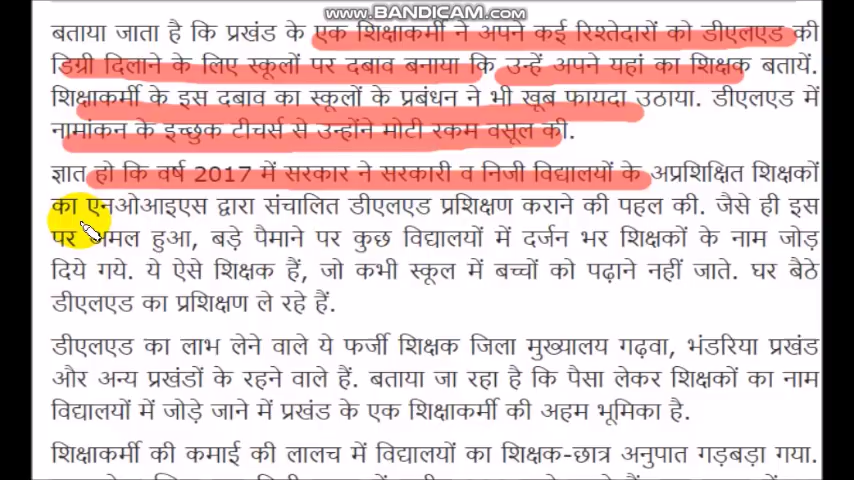 www.BANDICAM.com
बताया जाता है कि प्रखंड के एक शिक्षाकर्मी ने अपने कई रिश्तेदारों को डीएलएड की
डिग्री दिलाने के लिए स्कूलों पर दबाव बनाया कि उन्हें अपने यहां का शिक्षक बतायें.
शिक्षाकर्मी के इस दबाव का स्कूलों के प्रबंधन ने भी खूब फायदा उठाया. डीएलएड में
नामांकन के इच्छुक टीचर्स से उन्होंने मोटी रकम वसूल की.
ज्ञात हो कि वर्ष 2017 में सरकार ने सरकारी व निजी विद्यालयों के अप्रशिक्षित शिक्षकों
का एनओआइएस द्वारा संचालित डीएलएड प्रशिक्षण कराने की पहल की. जैसे ही इस
पर अमल हुआ, बड़े पैमाने पर कुछ विद्यालयों में दर्जन भर शिक्षकों के नाम जोड़
दिये गये. ये ऐसे शिक्षक हैं, जो कभी स्कूल में बच्चों को पढ़ाने नहीं जाते. घर बैठे
डीएलएड का प्रशिक्षण ले रहे हैं.
डीएलएड का लाभ लेने वाले ये फर्जी शिक्षक जिला मुख्यालय गढ़वा, भंडरिया प्रखंड
और अन्य प्रखंडों के रहने वाले हैं. बताया जा रहा है कि पैसा लेकर शिक्षकों का नाम
विद्यालयों में जोड़े जाने में प्रखंड के एक शिक्षाकर्मी की अहम भूमिका है.
शिक्षाकर्मी की कमाई की लालच में विद्यालयों का शिक्षक-छात्र अनुपात गड़बड़ा गया.